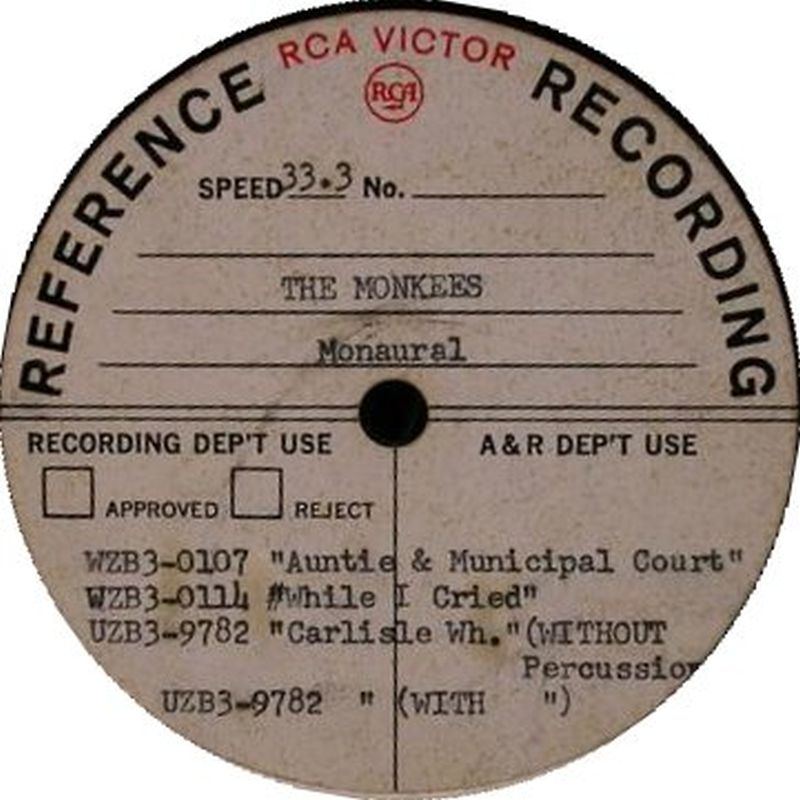 RCA VICTOR
RCA
REFERENCE RECORDING
SPEED 33.3 No.
THE MONKEES
Monaural
RECORDING DEP'T USE
A & R DEP'T USE
APPROVED REJECT
WZB3-0107 "Auntie & Municipal Court"
WZB3-0114 #While I Cried"
UZB3-9782 "Carlisle Wh."(WITHOUT
Percussion
UZB3-9782 " (WITH ")